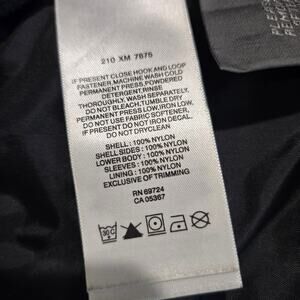 210 XM 7675
IF PRESENT CLOSE HOOK AND LOOP
FASTENER, MACHINE WASH COLD
PERMANENT PRESS, POWDERED
DETERGENT, RINSE
THOROUGHLY, WASH SEPARATELY,
DO NOT BLEACH, TUMBLE DRY
PERMANENT PRESS LOW, IRON LOW,
DO NOT USE FABRIC SOFTENER,
IF PRESENT DO NOT IRON DECAL,
DO NOT DRYCLEAN
SHELL : 100% NYLON
SHELL SIDES : 100% NYLON
LOWER BODY : 100% NYLON
SLEEVES : 100% NYLON
LINING : 100% NYLON
EXCLUSIVE OF TRIMMING
RN 69724
CA 05367
30C